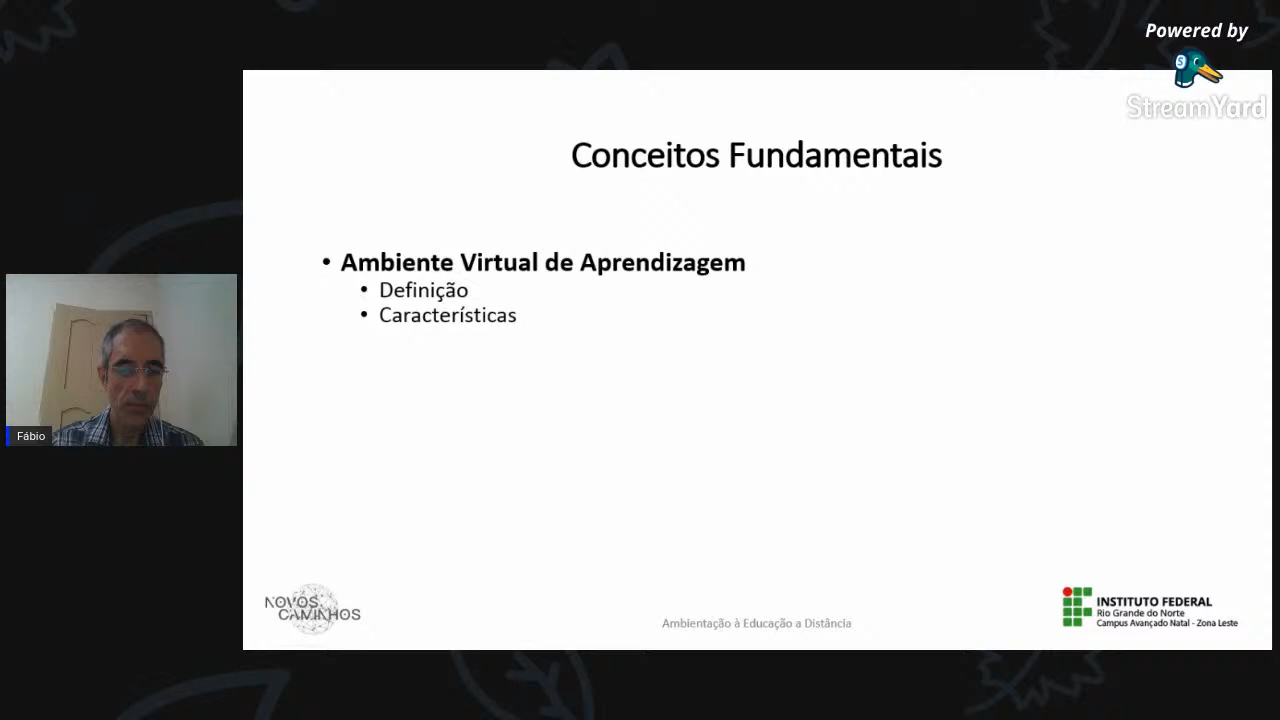 Powered by
StreamYard
Conceitos Fundamentais
• Ambiente Virtual de Aprendizagem
• Definição
• Características
Fábio
NOVOS
CAMINHOS
Ambientação à Educação a Distância
INSTITUTO FEDERAL
Rio Grande do Norte
Campus Avançado Natal - Zona Leste